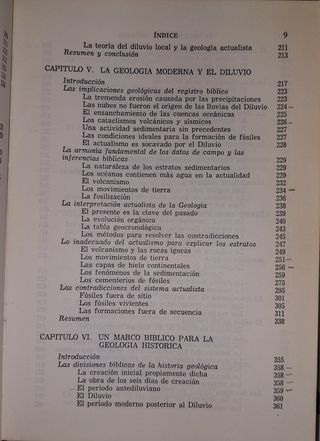 ÍNDICE 9
La teoría del diluvio local y la geología actualista 211
Resumen y conclusión 213
CAPITULO V. LA GEOLOGIA MODERNA Y EL DILUVIO
Introducción 217
Las implicaciones geológicas del registro bíblico 223
La tremenda erosión causada por las precipitaciones 223
Las nubes no fueron el origen de las lluvias del Diluvio 224
El ensanchamiento de las cuencas oceánicas 225
Los cataclismos volcánicos y sísmicos 226
Una actividad sedimentaria sin precedentes 227
Las condiciones ideales para la formación de fósiles 227
El actualismo es socavado por el Diluvio 228
La armonía fundamental de los datos de campo y las
inferencias bíblicas 229
La naturaleza de los estratos sedimentarios 229
Los océanos contienen más agua en la actualidad 229
El volcanismo 232
Los movimientos de tierra 234
La fosilización 236
La interpretación actualista de la Geología 238
El presente es la clave del pasado 239
La evolución orgánica 240
La tabla geocronológica 243
Los métodos para resolver las contradicciones 245
Lo inadecuado del actualismo para explicar los estratos 247
El volcanismo y las rocas ígneas 249
Los movimientos de tierra 251
Las capas de hielo continentales 256
Los fenómenos de la sedimentación 259
Los cementerios de fósiles 275
Las contradicciones del sistema actualista 295
Fósiles fuera de sitio 301
Los fósiles vivientes 305
Las formaciones fuera de secuencia 311
Resumen 338
CAPITULO VI. UN MARCO BIBLICO PARA LA
GEOLOGIA HISTORICA
Introducción 355
Las divisiones bíblicas de la historia geológica 358
La creación inicial propiamente dicha 358
La obra de los seis días de creación 358
El período antediluviano 359
El Diluvio 360
El período moderno posterior al Diluvio 361